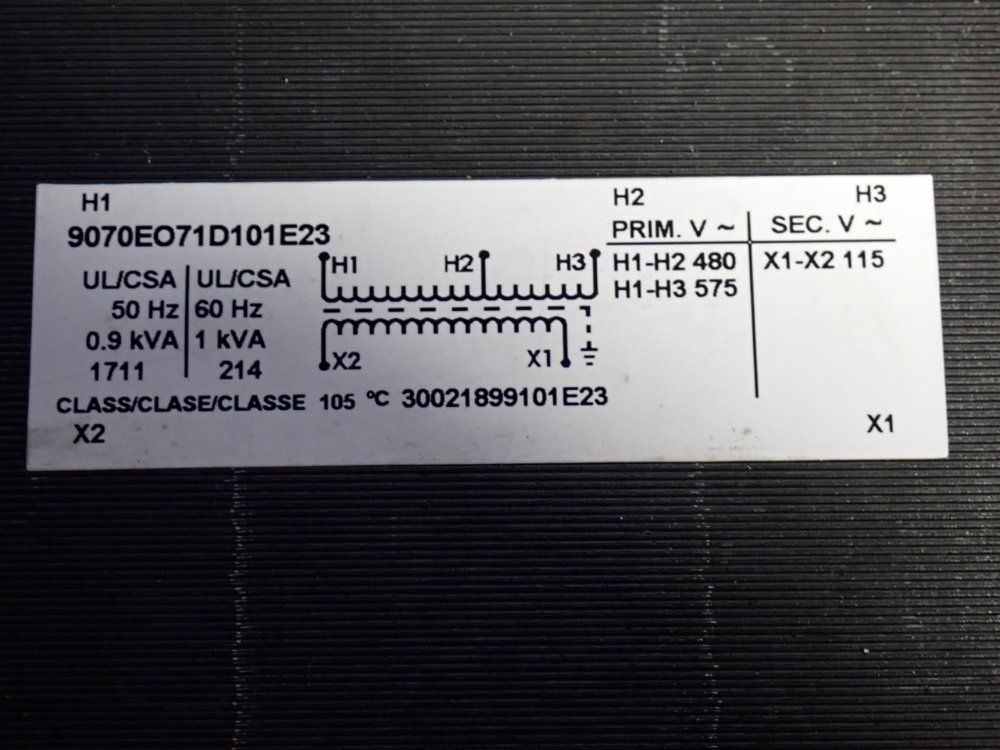 H1 H2 H3
9070EO71D101E23
UL/CSA UL/CSA
50 Hz 60 Hz
0.9 kVA 1 kVA
1711 214
H1 H2 H3
X2 X1
PRIM. V ~ SEC. V ~
H1-H2 480 X1-X2 115
H1-H3 575
CLASS/CLASE/CLASSE 105 ºC 30021899101E23
X2 X1